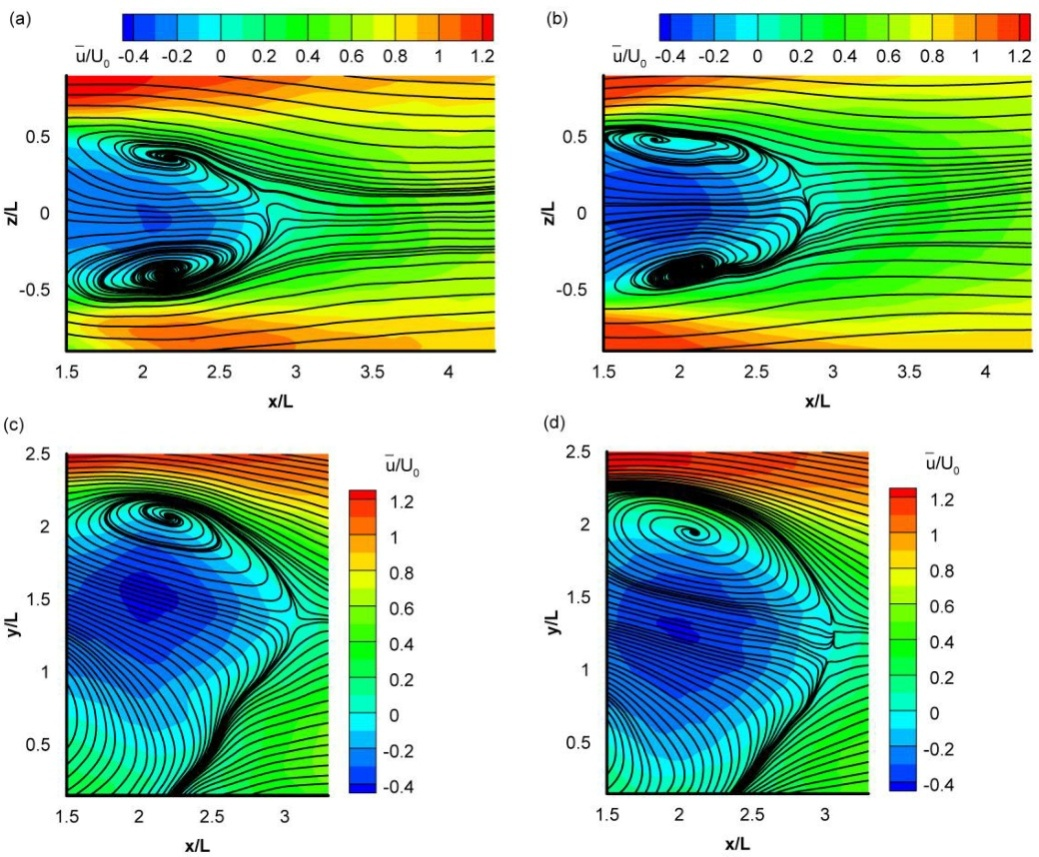 (a)
u̅/U0 -0.4 -0.2 0 0.2 0.4 0.6 0.8 1 1.2
z/L
0.5
0
-0.5
1.5 2 2.5 3 3.5 4
x/L
(b)
u̅/U0 -0.4 -0.2 0 0.2 0.4 0.6 0.8 1 1.2
z/L
0.5
0
-0.5
1.5 2 2.5 3 3.5 4
x/L
(c)
y/L
2.5
2
1.5
1
0.5
1.5 2 2.5 3
x/L
u̅/U0
1.2
1
0.8
0.6
0.4
0.2
0
-0.2
-0.4
(d)
y/L
2.5
2
1.5
1
0.5
1.5 2 2.5 3
x/L
u̅/U0
1.2
1
0.8
0.6
0.4
0.2
0
-0.2
-0.4